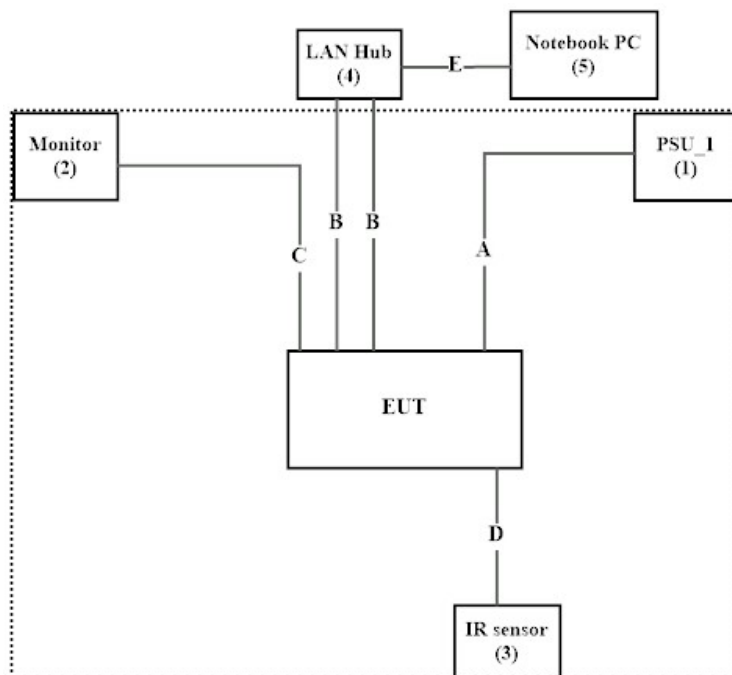 LAN Hub
(4)
E
Notebook PC
(5)
Monitor
(2)
PSU_1
(1)
C
B
B
A
EUT
D
IR sensor
(3)